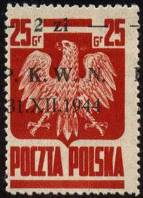 2 zł
25 Gr 25 Gr
P. K. W. N.
31.XII.1944
POCZTA POLSKA